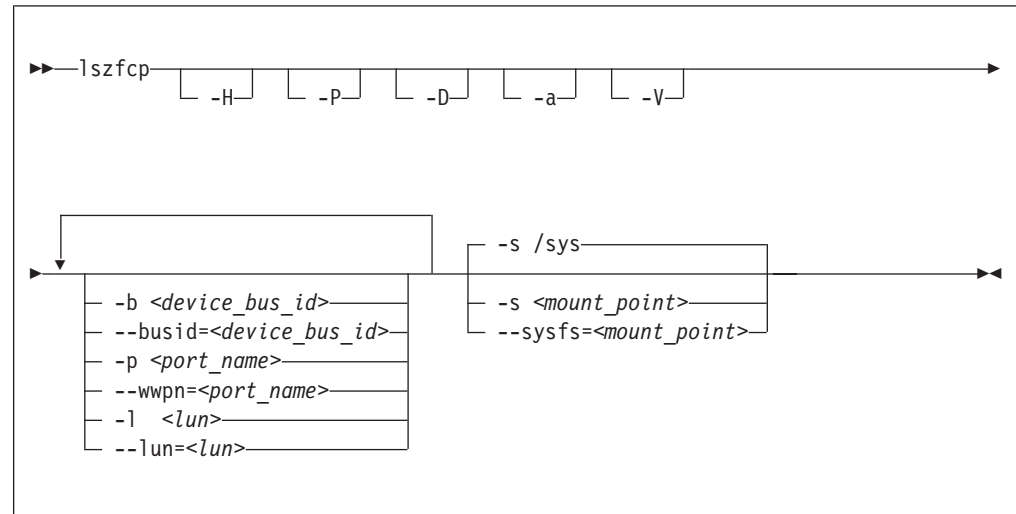 lszfcp
-H -P -D -a -V
-s /sys
-b <device_bus_id>
-s <mount_point>
--busid=<device_bus_id>
--sysfs=<mount_point>
-p <port_name>
--wwpn=<port_name>
-l <lun>
--lun=<lun>